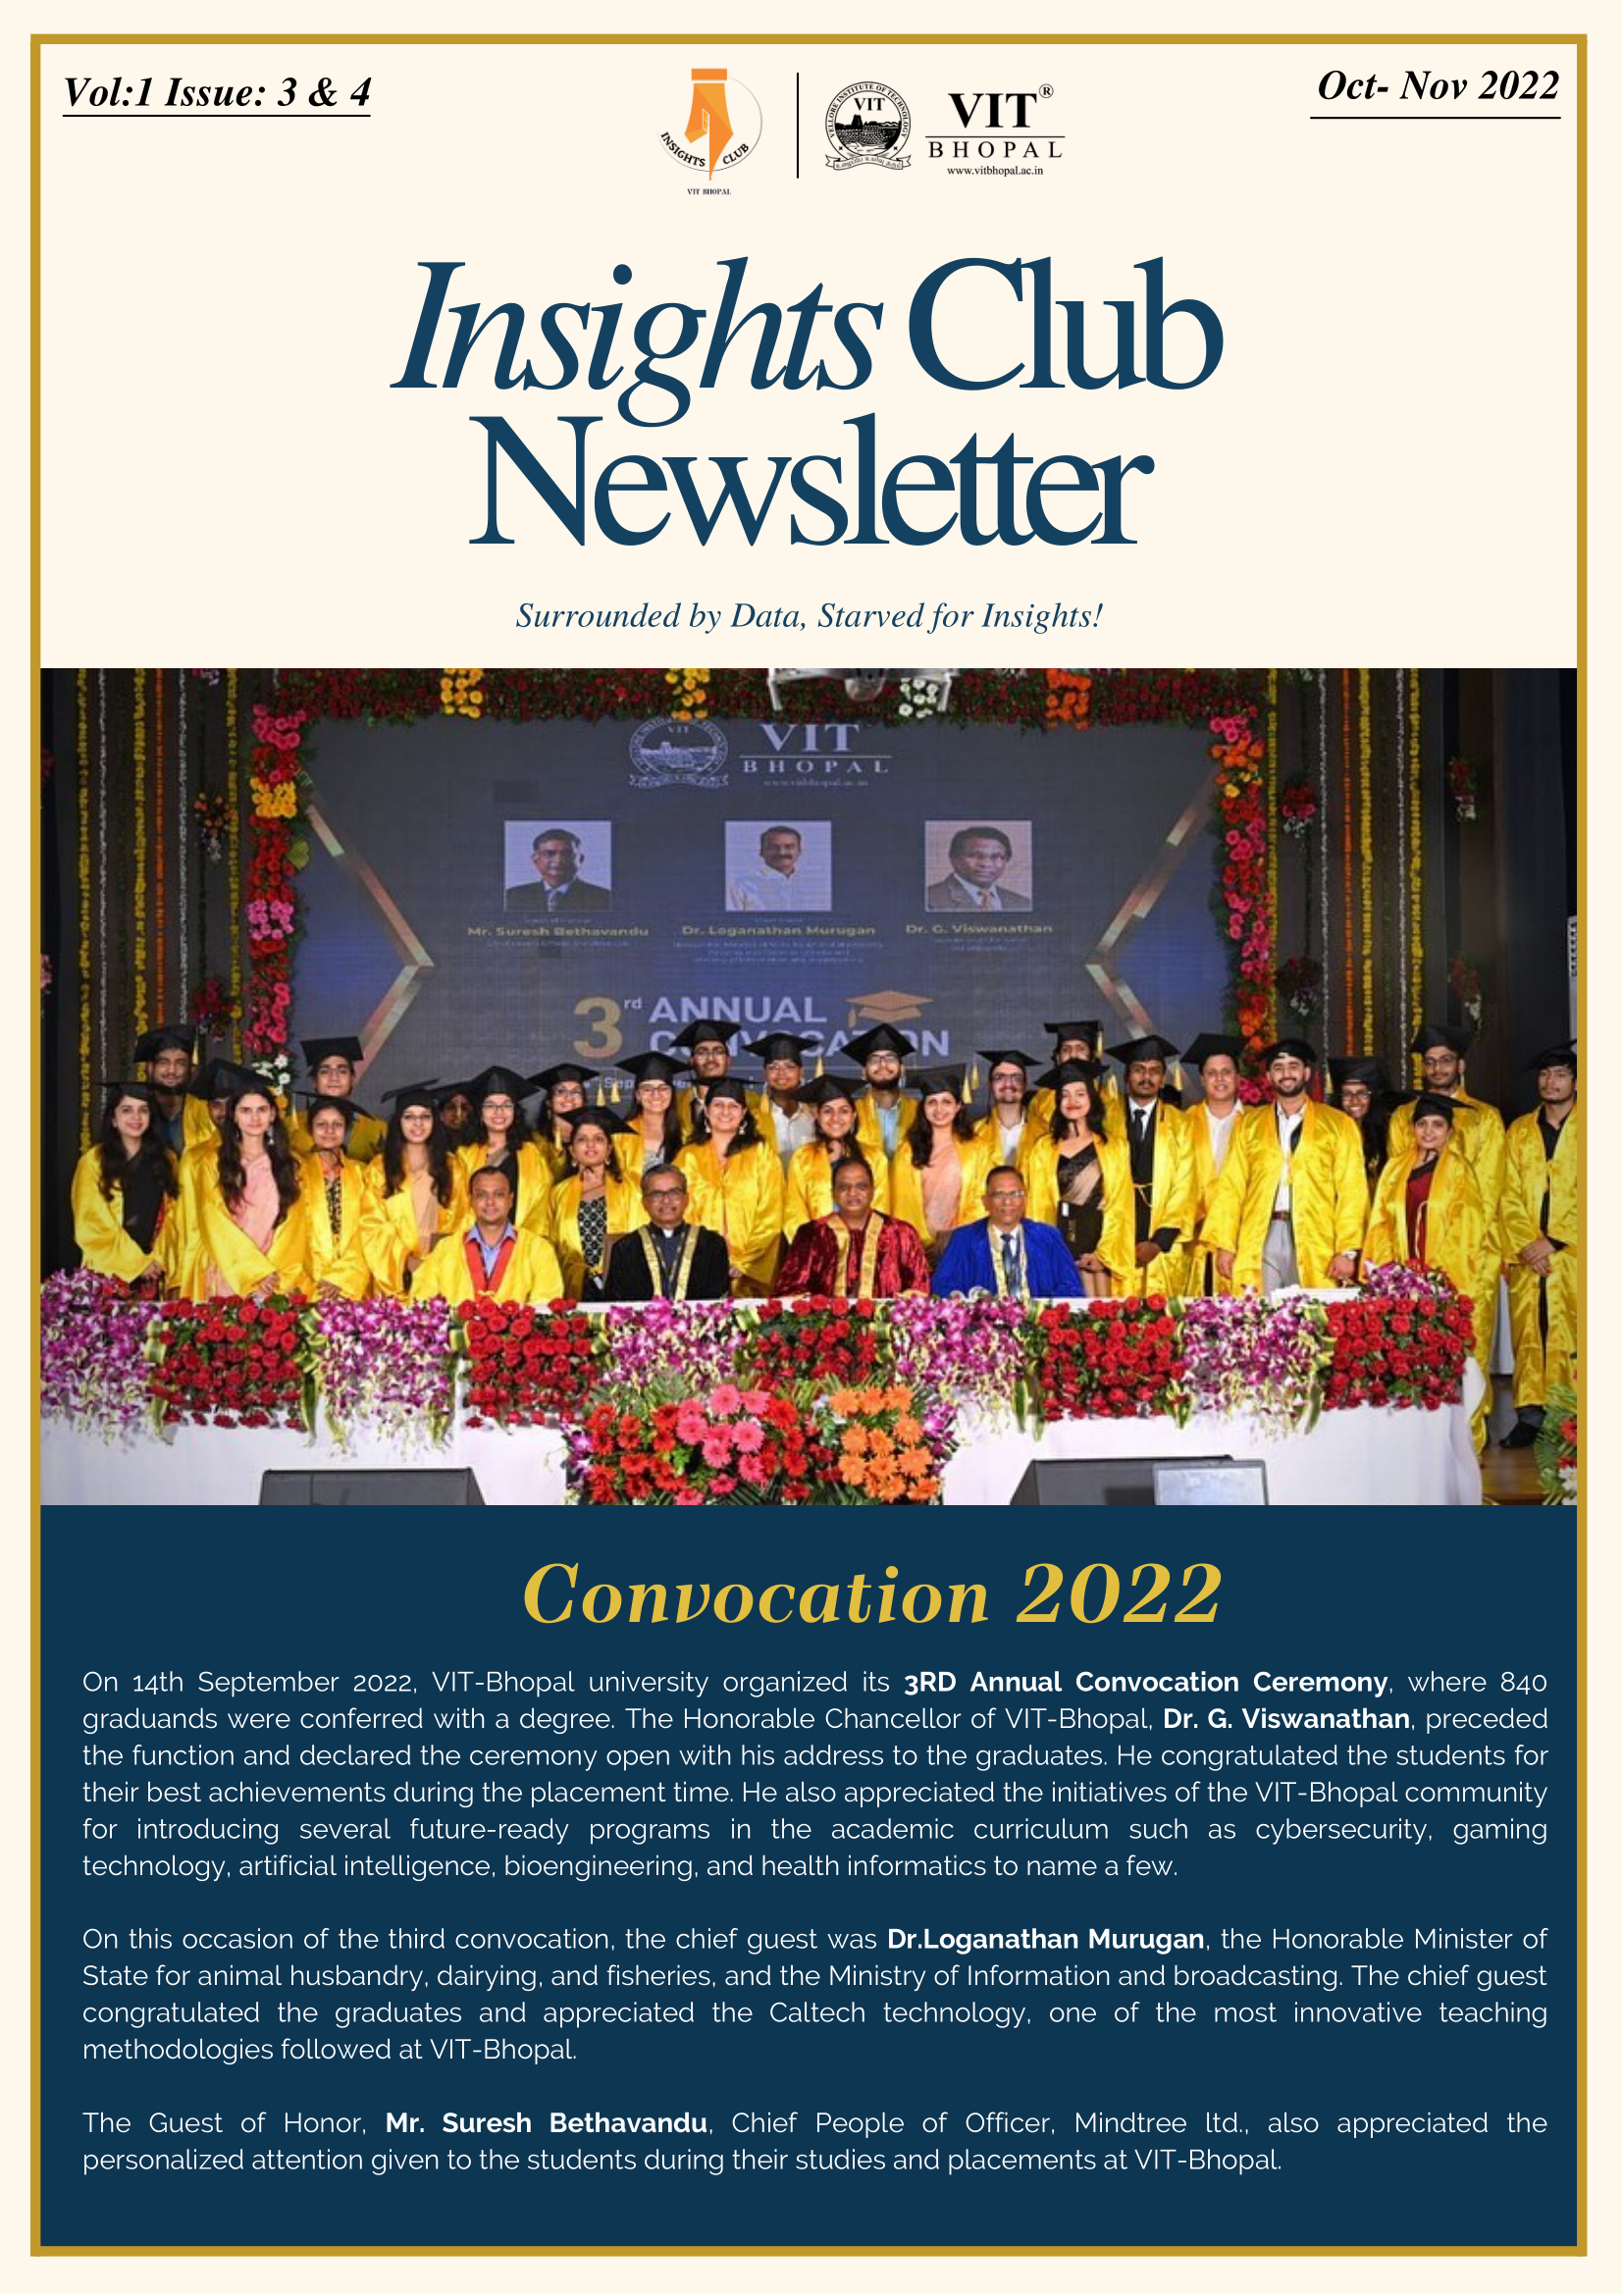 Vol:1 Issue: 3 & 4
Oct- Nov 2022
INSIGHTS CLUB
VIT BHOPAL
VELLORE INSTITUTE OF TECHNOLOGY
VIT
VIT®
BHOPAL
www.vitbhopal.ac.in
Insights Club
Newsletter
Surrounded by Data, Starved for Insights!
VIT
VIT
BHOPAL
www.vitbhopal.ac.in
Mr. Suresh Bethavandu
Dr. Loganathan Murugan
Dr. G. Viswanathan
3rd ANNUAL
CONVOCATION
Convocation 2022
On 14th September 2022, VIT-Bhopal university organized its 3RD Annual Convocation Ceremony, where 840
graduands were conferred with a degree. The Honorable Chancellor of VIT-Bhopal, Dr. G. Viswanathan, preceded
the function and declared the ceremony open with his address to the graduates. He congratulated the students for
their best achievements during the placement time. He also appreciated the initiatives of the VIT-Bhopal community
for introducing several future-ready programs in the academic curriculum such as cybersecurity, gaming
technology, artificial intelligence, bioengineering, and health informatics to name a few.
On this occasion of the third convocation, the chief guest was Dr.Loganathan Murugan, the Honorable Minister of
State for animal husbandry, dairying, and fisheries, and the Ministry of Information and broadcasting. The chief guest
congratulated the graduates and appreciated the Caltech technology, one of the most innovative teaching
methodologies followed at VIT-Bhopal.
The Guest of Honor, Mr. Suresh Bethavandu, Chief People of Officer, Mindtree ltd., also appreciated the
personalized attention given to the students during their studies and placements at VIT-Bhopal.